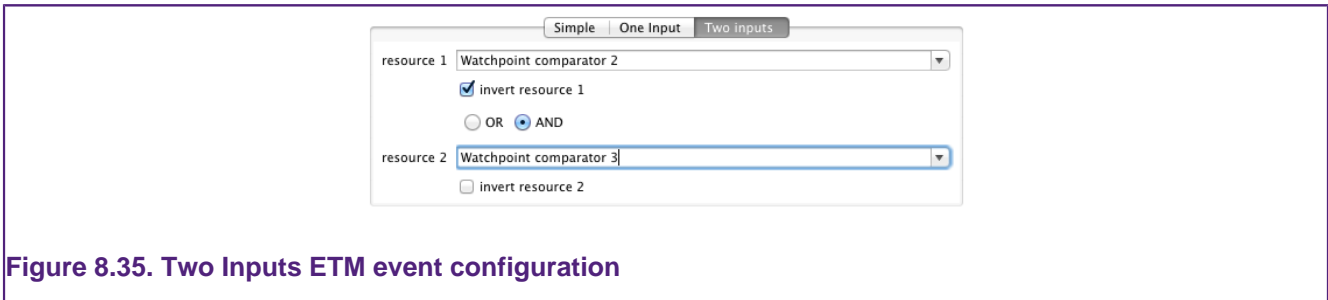 Simple One Input Two inputs
resource 1 Watchpoint comparator 2
invert resource 1
OR AND
resource 2 Watchpoint comparator 3
invert resource 2
Figure 8.35. Two Inputs ETM event configuration